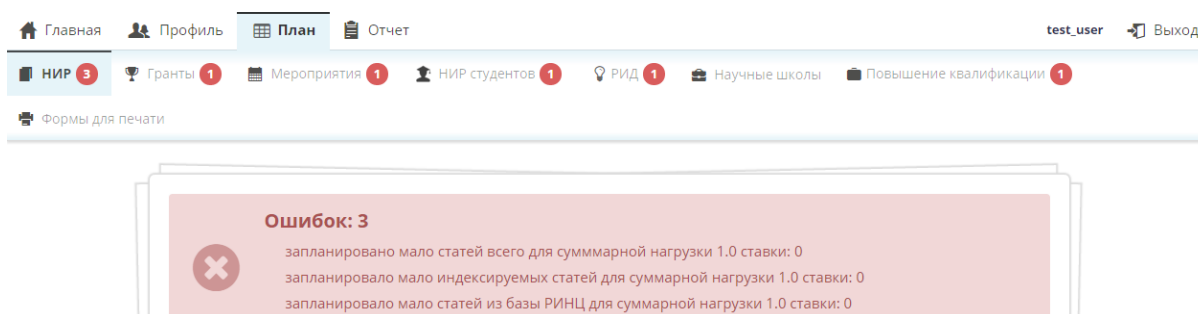 Главная Профиль План Отчет test_user Выход
НИР 3 Гранты 1 Мероприятия 1 НИР студентов 1 РИД 1 Научные школы Повышение квалификации 1
Формы для печати
Ошибок: 3
запланировано мало статей всего для сумммарной нагрузки 1.0 ставки: 0
запланировало мало индексируемых статей для суммарной нагрузки 1.0 ставки: 0
запланировало мало статей из базы РИНЦ для суммарной нагрузки 1.0 ставки: 0